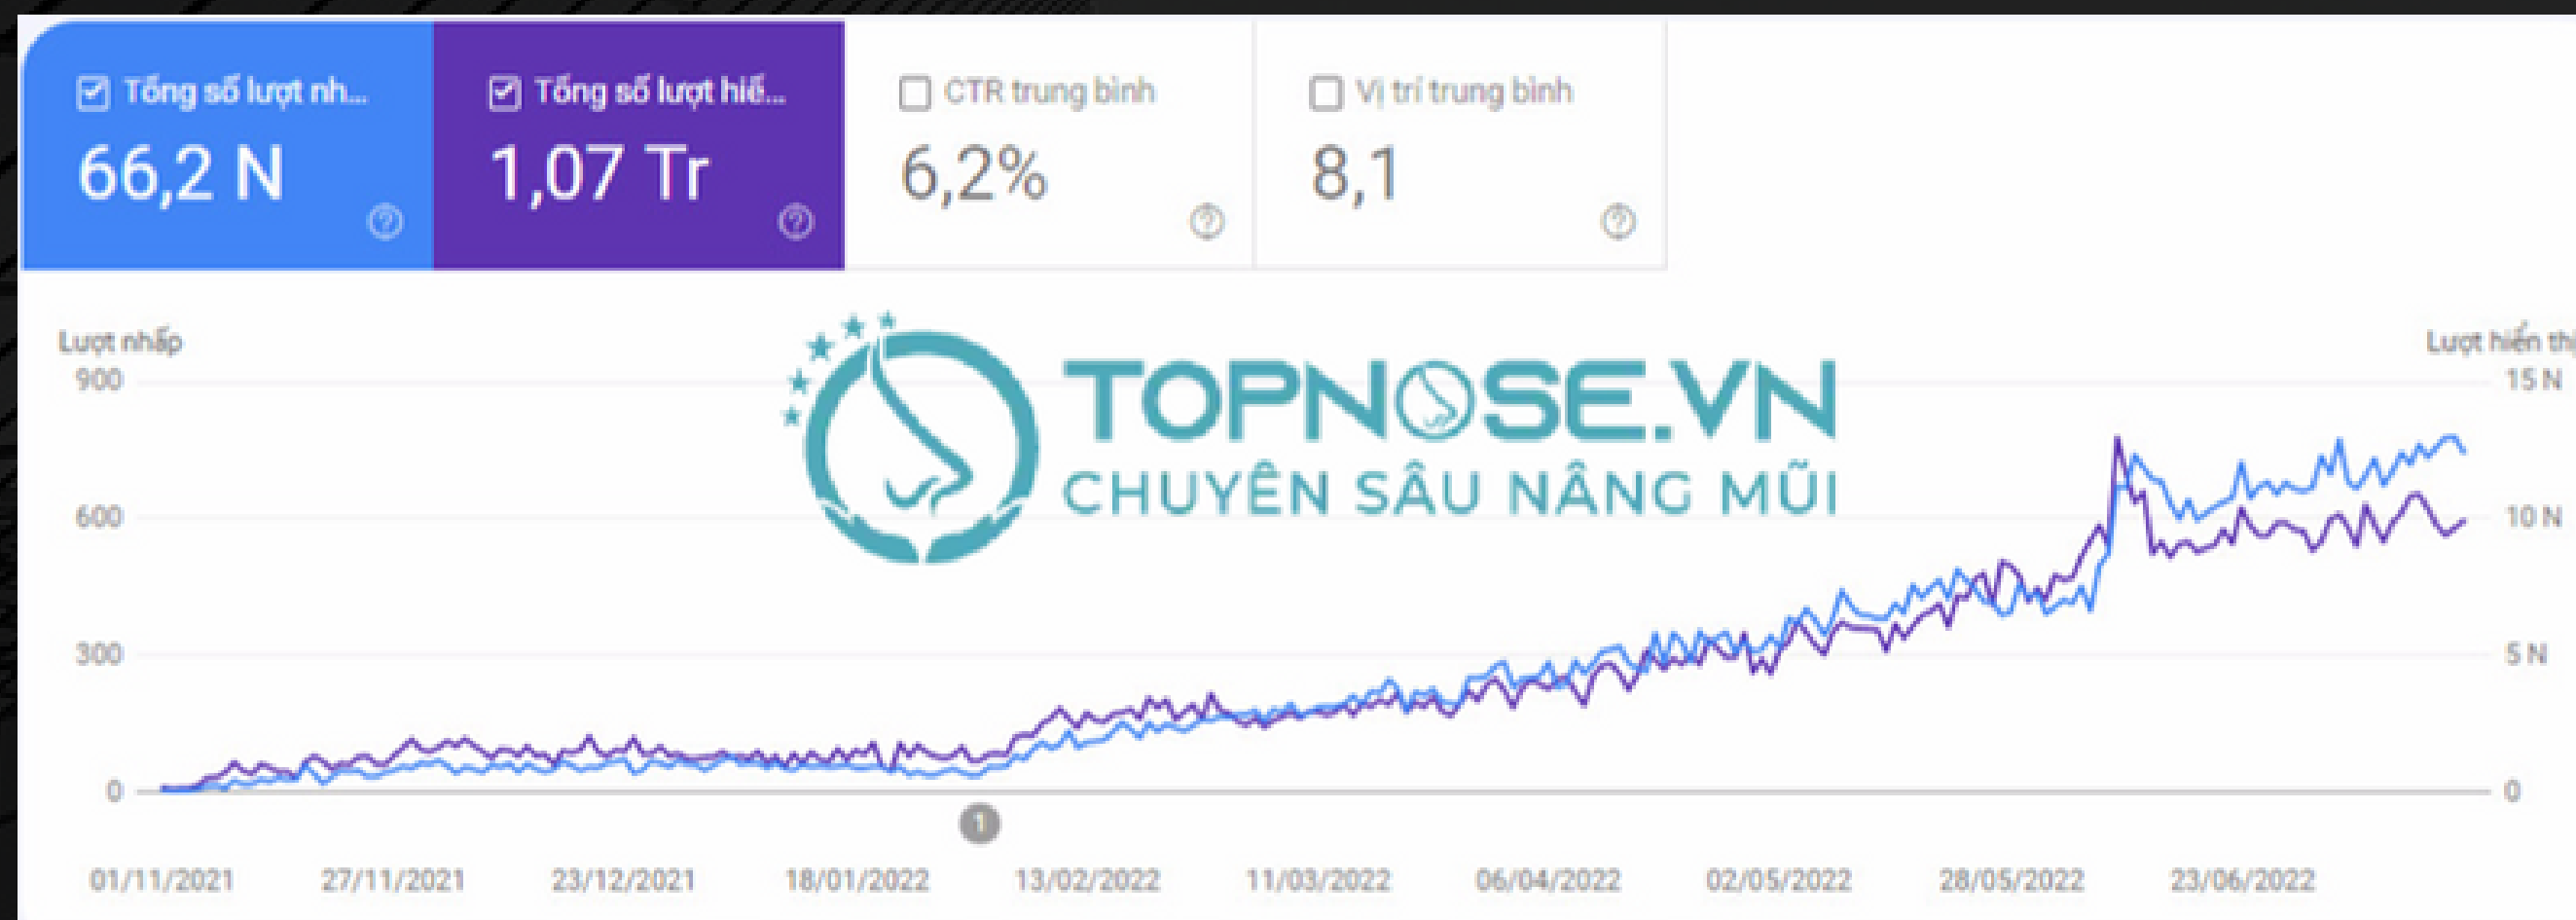 Tổng số lượt nh... Tổng số lượt hiể... CTR trung bình Vị trí trung bình
66,2 N 1,07 Tr 6,2% 8,1
Lượt nhấp Lượt hiển thị
900 15 N
TOPNOSE.VN
CHUYÊN SÂU NÂNG MŨI
600 10 N
300 5 N
0 0
1
01/11/2021 27/11/2021 23/12/2021 18/01/2022 13/02/2022 11/03/2022 06/04/2022 02/05/2022 28/05/2022 23/06/2022